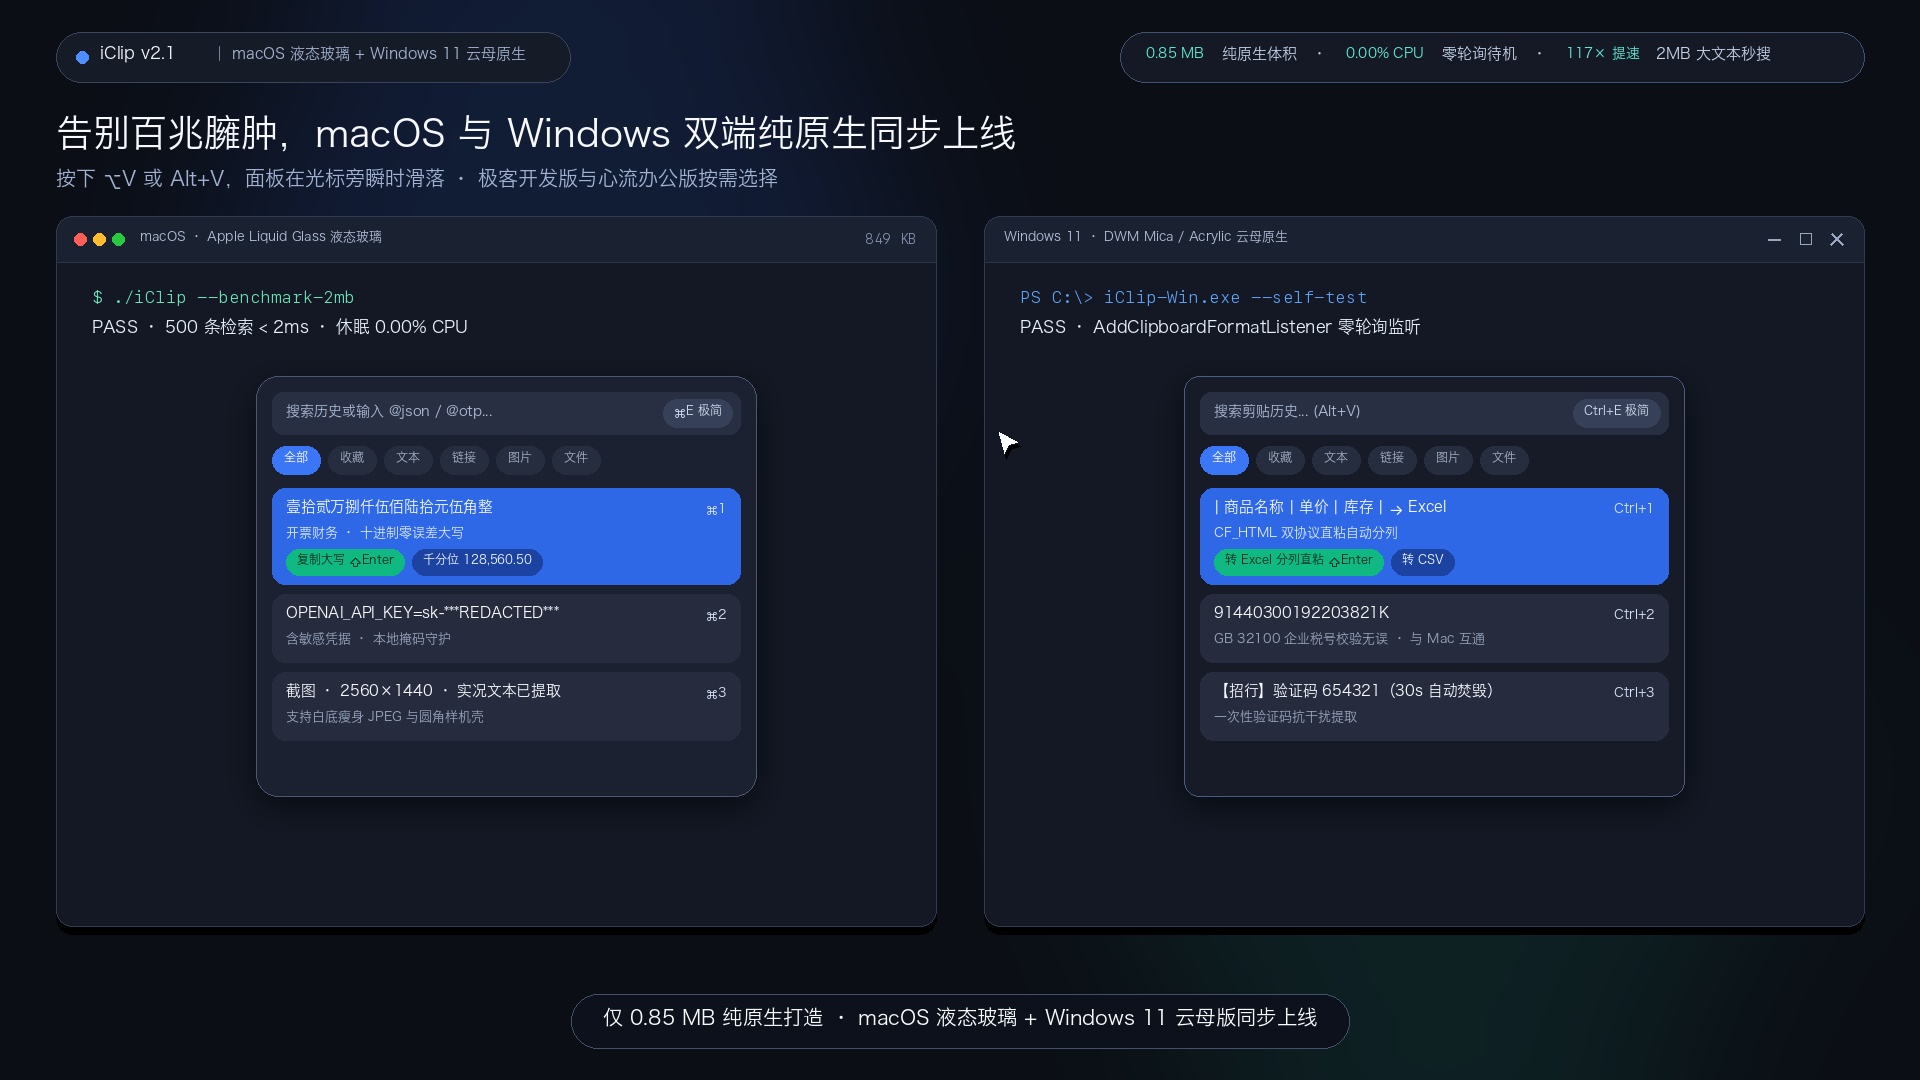 iClip v2.1 | macOS 液态玻璃 + Windows 11 云母原生
0.85 MB 纯原生体积 · 0.00% CPU 零轮询待机 · 117× 提速 2MB 大文本秒搜
告别百兆臃肿，macOS 与 Windows 双端纯原生同步上线
按下 ⌥V 或 Alt+V，面板在光标旁瞬时滑落 · 极客开发版与心流办公版按需选择
macOS · Apple Liquid Glass 液态玻璃
849 KB
$ ./iClip --benchmark-2mb
PASS · 500 条检索 < 2ms · 休眠 0.00% CPU
搜索历史或输入 @json / @otp...
⌘E 极简
全部 收藏 文本 链接 图片 文件
壹拾贰万捌仟伍佰陆拾元伍角整
⌘1
开票财务 · 十进制零误差大写
复制大写 ⇧Enter
千分位 128,560.50
OPENAI_API_KEY=sk-***REDACTED***
⌘2
含敏感凭据 · 本地掩码守护
截图 · 2560×1440 · 实况文本已提取
⌘3
支持白底瘦身 JPEG 与圆角样机壳
Windows 11 · DWM Mica / Acrylic 云母原生
PS C:\> iClip-Win.exe --self-test
PASS · AddClipboardFormatListener 零轮询监听
搜索剪贴历史... (Alt+V)
Ctrl+E 极简
全部 收藏 文本 链接 图片 文件
| 商品名称 | 单价 | 库存 | → Excel
Ctrl+1
CF_HTML 双协议直粘自动分列
转 Excel 分列直粘 ⇧Enter
转 CSV
91440300192203821K
Ctrl+2
GB 32100 企业税号校验无误 · 与 Mac 互通
【招行】验证码 654321（30s 自动焚毁）
Ctrl+3
一次性验证码抗干扰提取
仅 0.85 MB 纯原生打造 · macOS 液态玻璃 + Windows 11 云母版同步上线